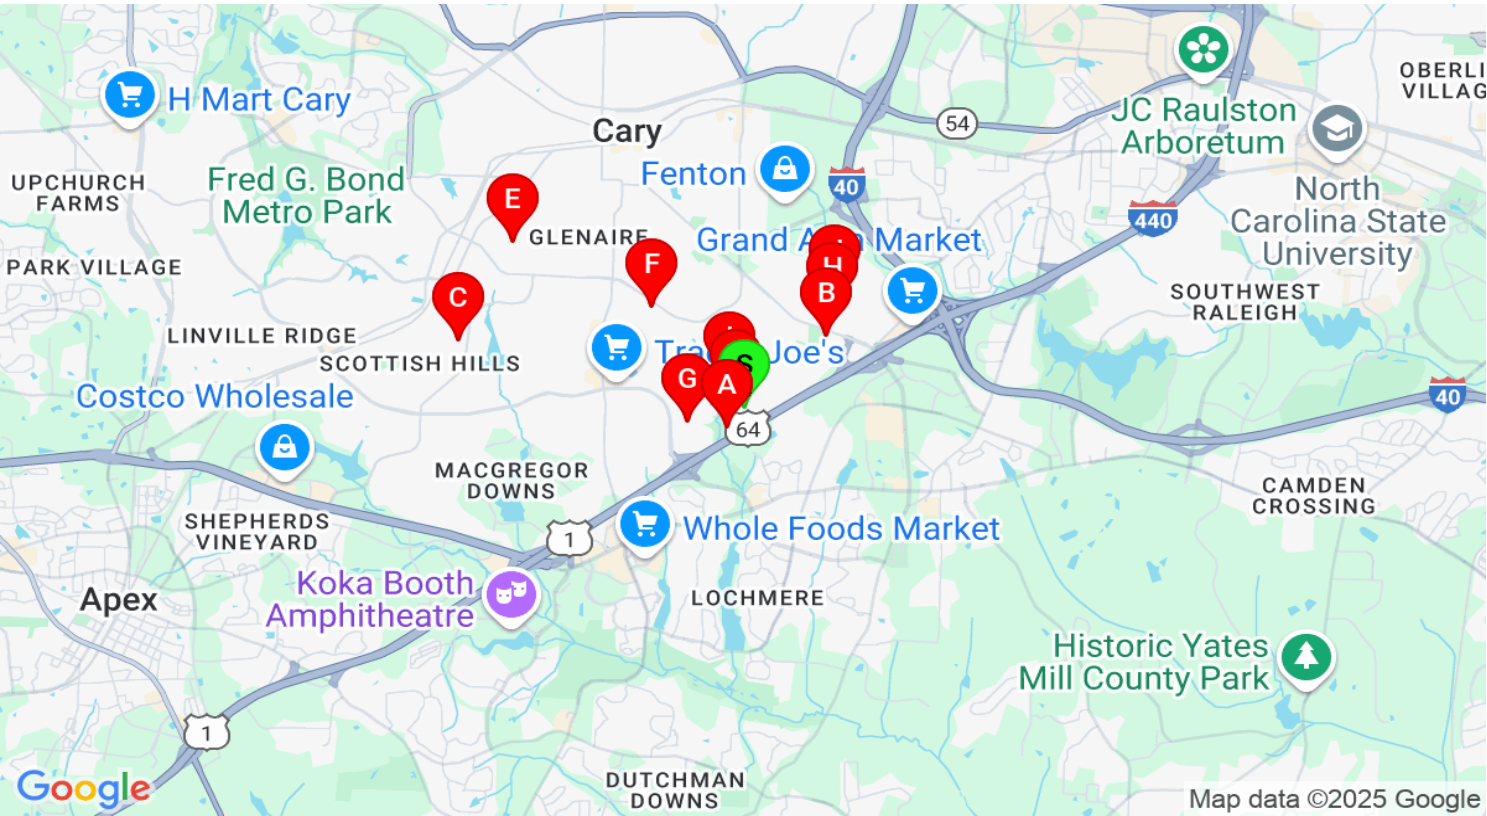 OBERLI
VILLAG
H Mart Cary
JC Raulston
Arboretum
54
Cary
Fenton
40
UPCHURCH
FARMS
Fred G. Bond
Metro Park
E
440
North
Carolina State
University
GLENAIRE
Grand A
a Market
PARK VILLAGE
F
H
B
C
SOUTHWEST
RALEIGH
LINVILLE RIDGE
SCOTTISH HILLS
Joe's
S
G
A
Costco Wholesale
40
64
MACGREGOR
DOWNS
CAMDEN
CROSSING
SHEPHERDS
VINEYARD
1
Whole Foods Market
Koka Booth
Amphitheatre
Apex
LOCHMERE
Historic Yates
Mill County Park
1
Google
DUTCHMAN
DOWNS
Map data ©2025 Google